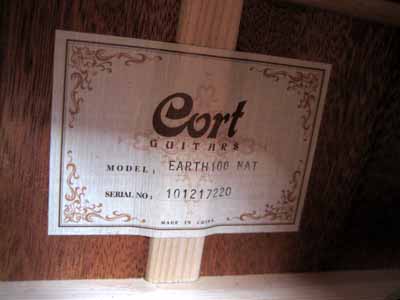 Cort
GUITARS
MODEL: EARTH100 NAT
SERIAL NO: 101217220
MADE IN CHINA